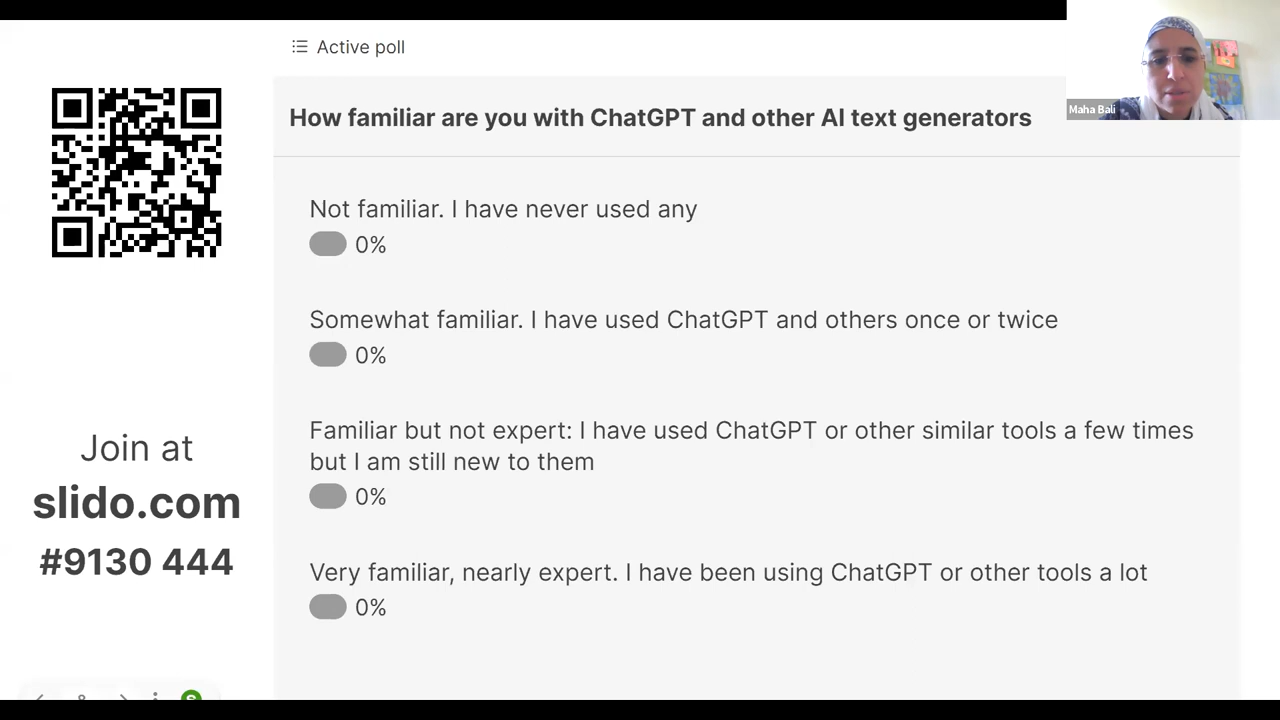 Active poll
How familiar are you with ChatGPT and other AI text generators
Maha Bali
Not familiar. I have never used any
0%
Somewhat familiar. I have used ChatGPT and others once or twice
0%
Familiar but not expert: I have used ChatGPT or other similar tools a few times
but I am still new to them
0%
Very familiar, nearly expert. I have been using ChatGPT or other tools a lot
0%
Join at
slido.com
#9130 444